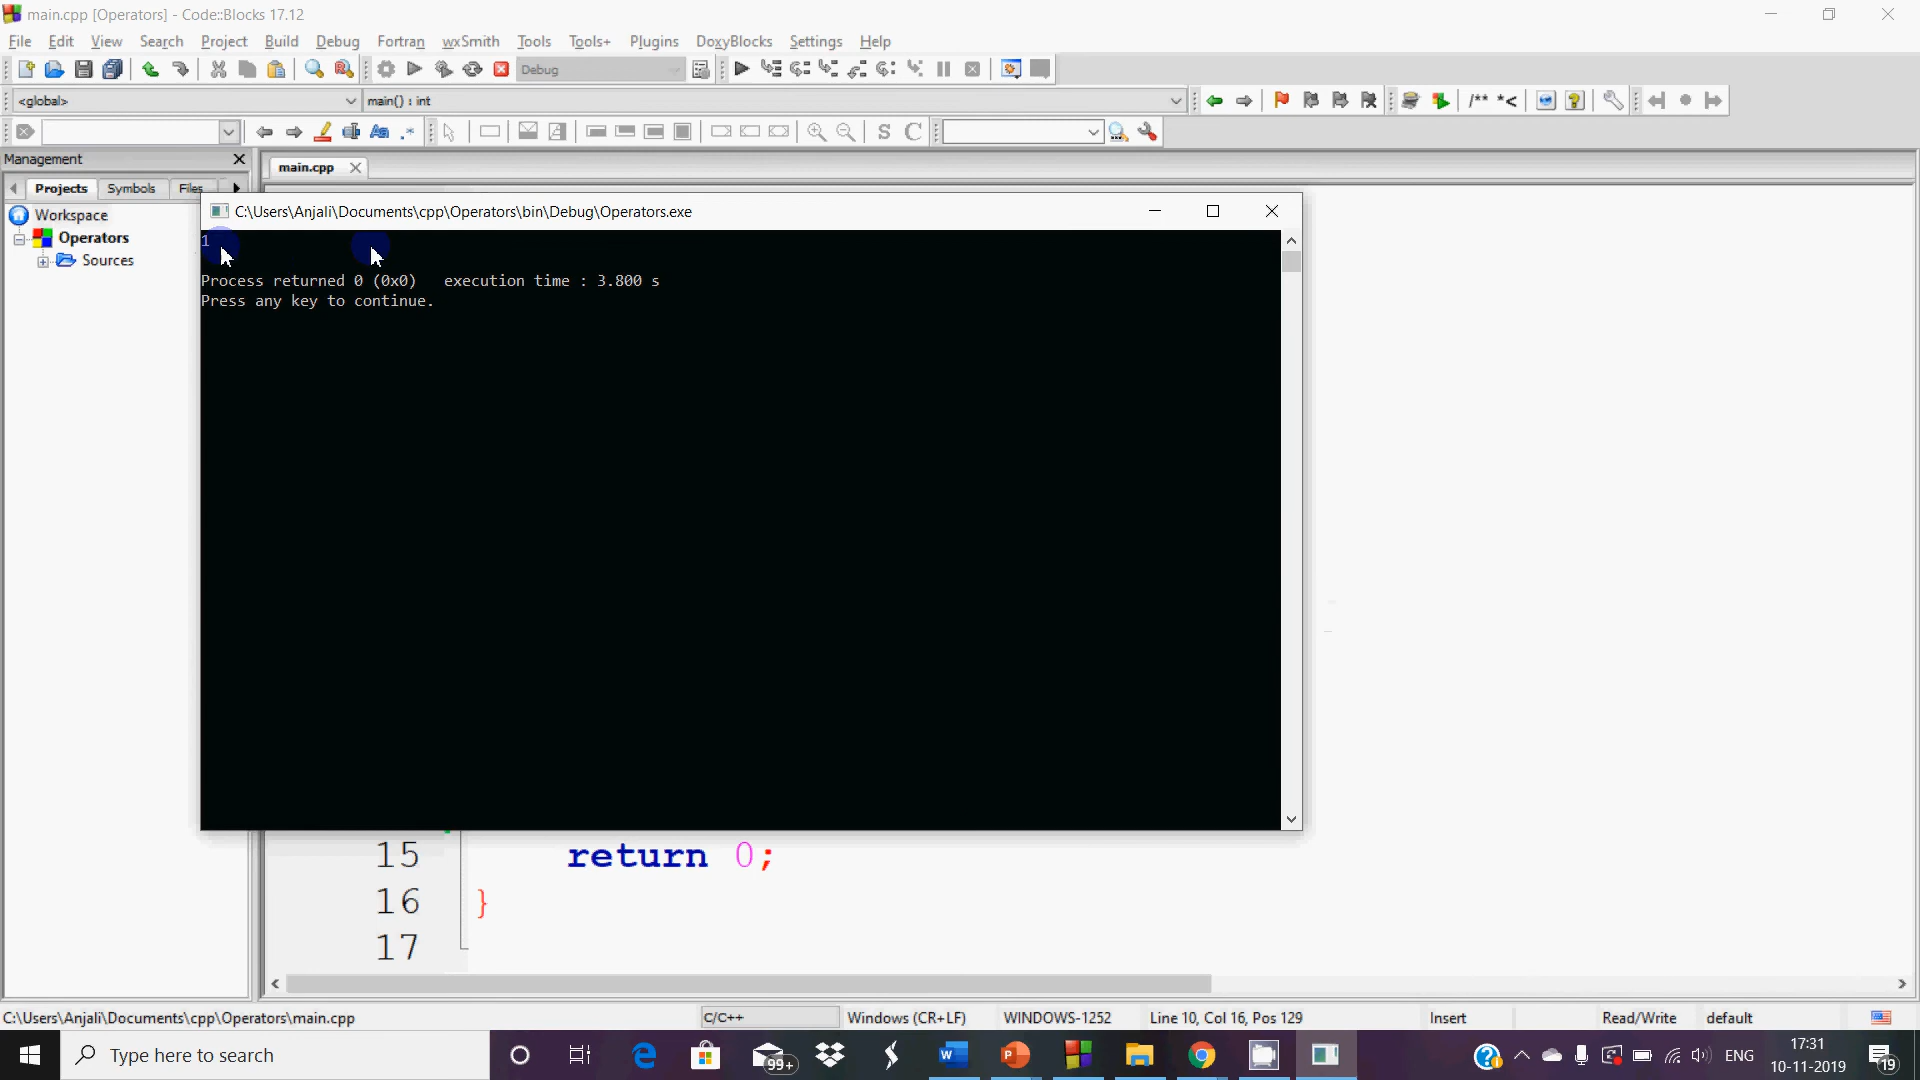 main.cpp [Operators] - Code::Blocks 17.12
File Edit View Search Project Build Debug Fortran wxSmith Tools Tools+ Plugins DoxyBlocks Settings Help
Debug
<global> main() : int
/** *<
S C
Management
main.cpp
Projects Symbols Files
Workspace
Operators
Sources
C:\Users\Anjali\Documents\cpp\Operators\bin\Debug\Operators.exe
1
Process returned 0 (0x0) execution time : 3.800 s
Press any key to continue.
15 return 0;
16 }
17
C:\Users\Anjali\Documents\cpp\Operators\main.cpp C/C++ Windows (CR+LF) WINDOWS-1252 Line 10, Col 16, Pos 129 Insert Read/Write default
Type here to search
99+
ENG
17:31
10-11-2019
19